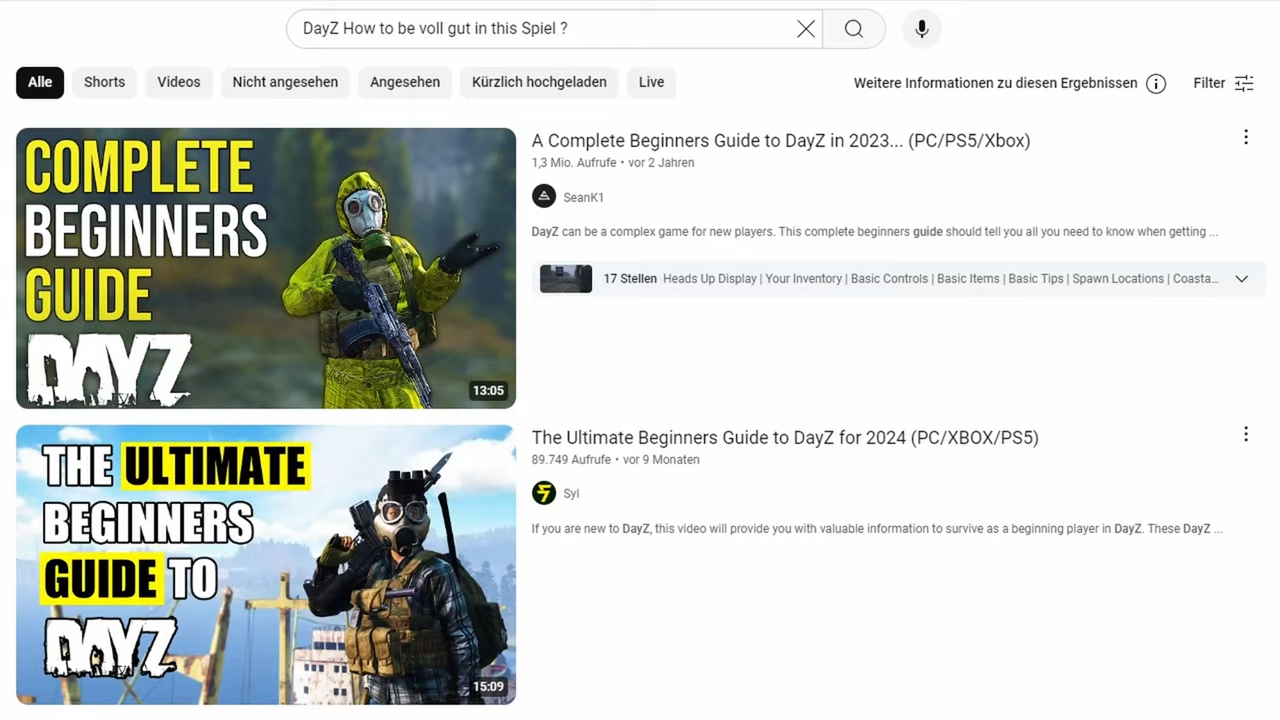 DayZ How to be voll gut in this Spiel ?
Alle
Shorts
Videos
Nicht angesehen
Angesehen
Kürzlich hochgeladen
Live
Weitere Informationen zu diesen Ergebnissen
Filter
COMPLETE
BEGINNERS
GUIDE
DAYZ
13:05
A Complete Beginners Guide to DayZ in 2023... (PC/PS5/Xbox)
1,3 Mio. Aufrufe • vor 2 Jahren
SeanK1
DayZ can be a complex game for new players. This complete beginners guide should tell you all you need to know when getting ...
17 Stellen Heads Up Display | Your Inventory | Basic Controls | Basic Items | Basic Tips | Spawn Locations | Coasta...
THE ULTIMATE
BEGINNERS
GUIDE TO
DAYZ
15:09
The Ultimate Beginners Guide to DayZ for 2024 (PC/XBOX/PS5)
89.749 Aufrufe • vor 9 Monaten
Syl
If you are new to DayZ, this video will provide you with valuable information to survive as a beginning player in DayZ. These DayZ ...